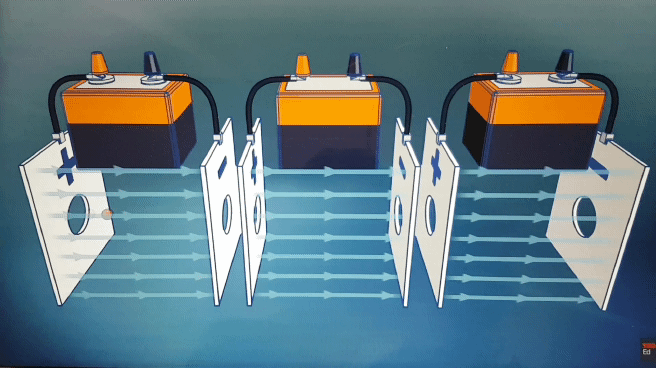 + - + - + -
Ed